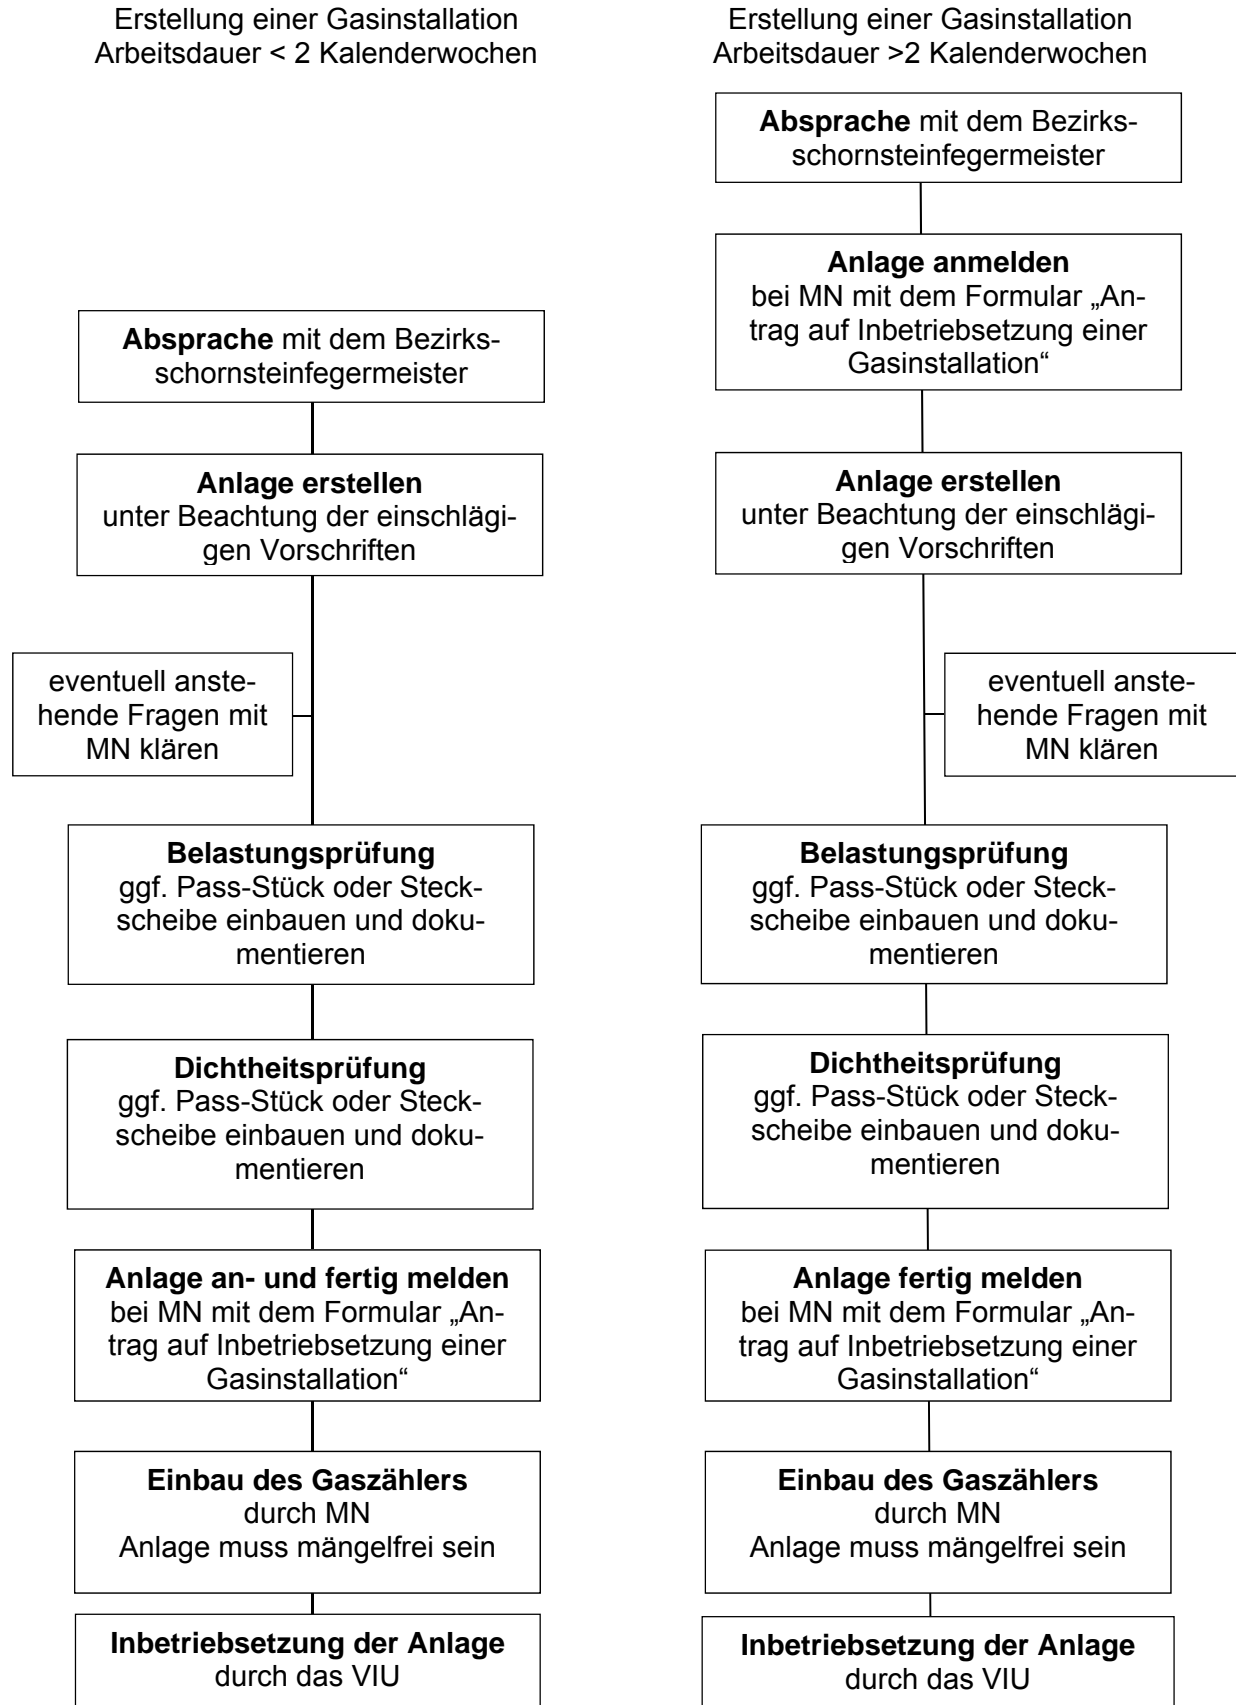 Erstellung einer Gasinstallation
Arbeitsdauer < 2 Kalenderwochen
Absprache mit dem Bezirks-
schornsteinfegermeister
Anlage erstellen
unter Beachtung der einschlägi-
gen Vorschriften
eventuell anste-
hende Fragen mit
MN klären
Belastungsprüfung
ggf. Pass-Stück oder Steck-
scheibe einbauen und doku-
mentieren
Dichtheitsprüfung
ggf. Pass-Stück oder Steck-
scheibe einbauen und doku-
mentieren
Anlage an- und fertig melden
bei MN mit dem Formular „An-
trag auf Inbetriebsetzung einer
Gasinstallation“
Einbau des Gaszählers
durch MN
Anlage muss mängelfrei sein
Inbetriebsetzung der Anlage
durch das VIU
Erstellung einer Gasinstallation
Arbeitsdauer >2 Kalenderwochen
Absprache mit dem Bezirks-
schornsteinfegermeister
Anlage anmelden
bei MN mit dem Formular „An-
trag auf Inbetriebsetzung einer
Gasinstallation“
Anlage erstellen
unter Beachtung der einschlägi-
gen Vorschriften
eventuell anste-
hende Fragen mit
MN klären
Belastungsprüfung
ggf. Pass-Stück oder Steck-
scheibe einbauen und doku-
mentieren
Dichtheitsprüfung
ggf. Pass-Stück oder Steck-
scheibe einbauen und doku-
mentieren
Anlage fertig melden
bei MN mit dem Formular „An-
trag auf Inbetriebsetzung einer
Gasinstallation“
Einbau des Gaszählers
durch MN
Anlage muss mängelfrei sein
Inbetriebsetzung der Anlage
durch das VIU